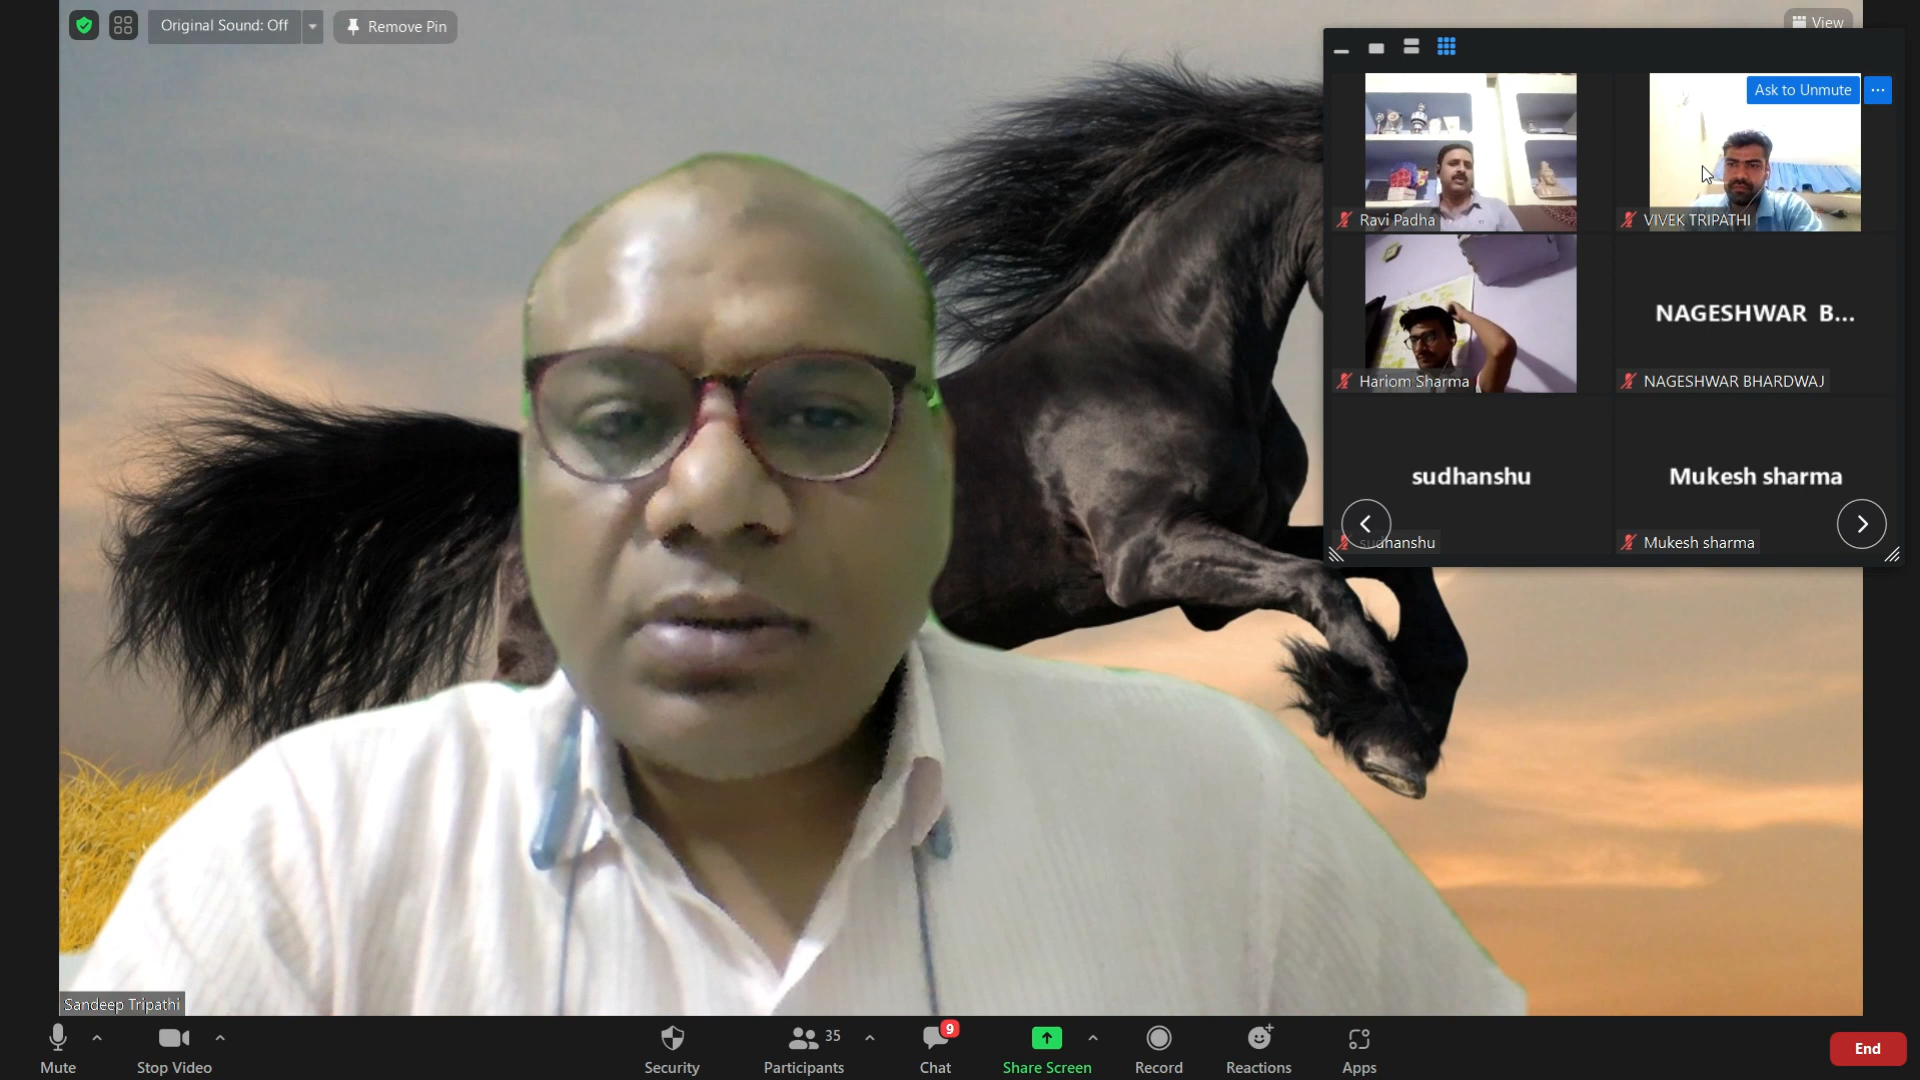 Original Sound: Off
Remove Pin
View
Ask to Unmute
Ravi Padha
VIVEK TRIPATHI
Hariom Sharma
NAGESHWAR B...
NAGESHWAR BHARDWAJ
sudhanshu
Mukesh sharma
sudhanshu
Mukesh sharma
Sandeep Tripathi
Mute
Stop Video
Security
35
Participants
9
Chat
Share Screen
Record
Reactions
Apps
End